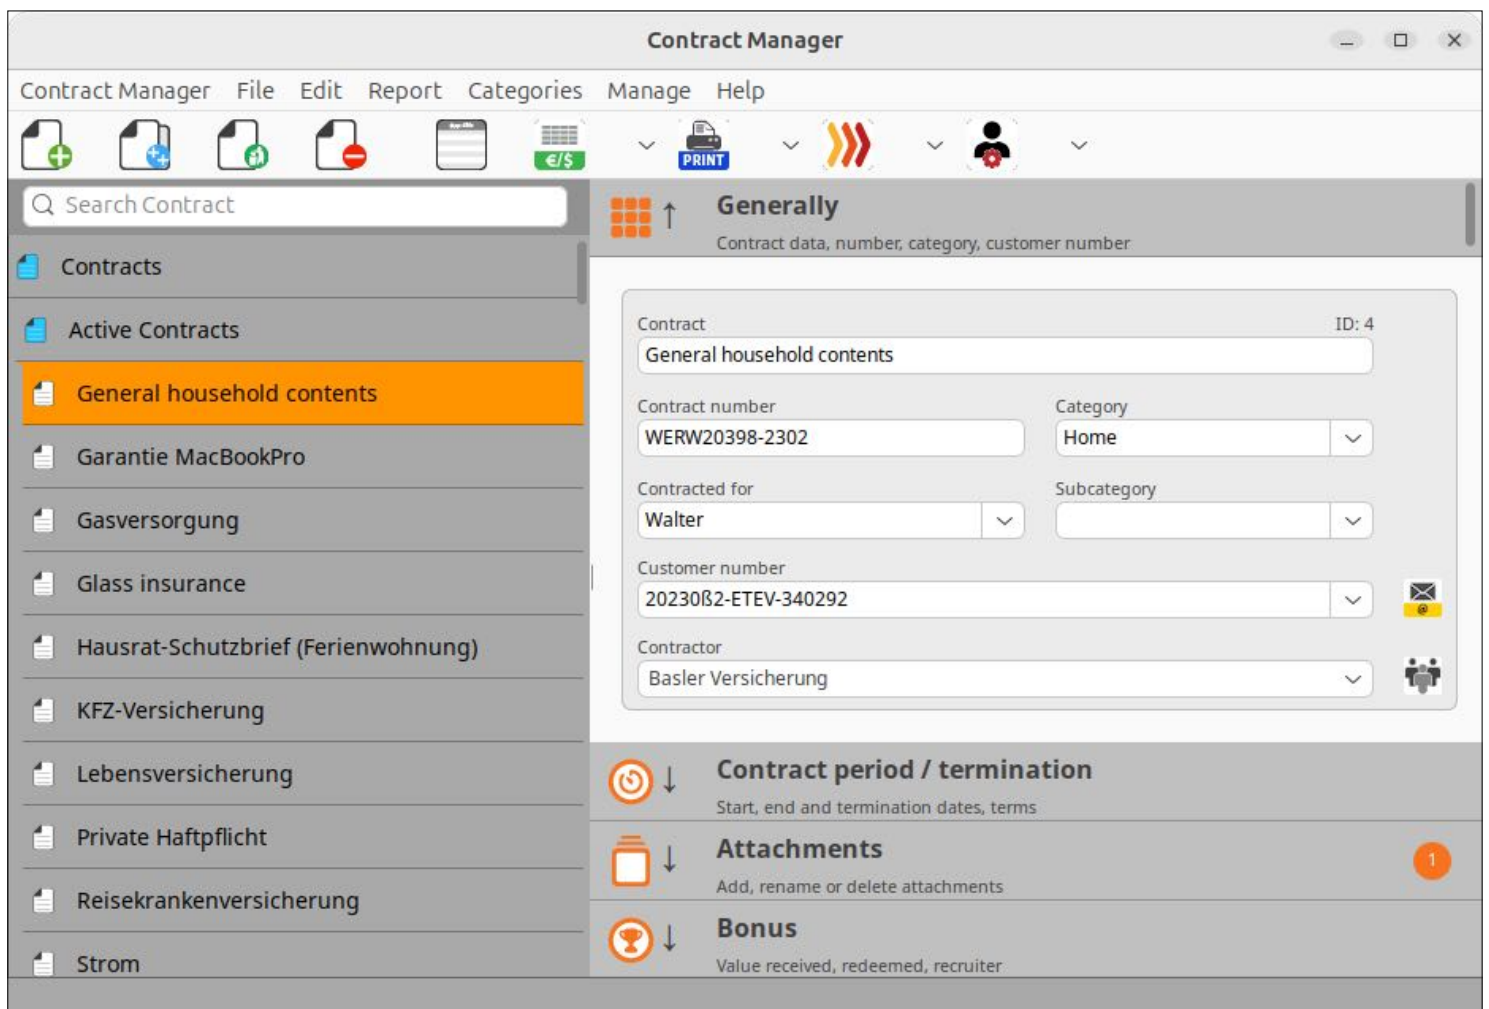 Contract Manager
Contract Manager File Edit Report Categories Manage Help
€/$
PRINT
Search Contract
Contracts
Active Contracts
General household contents
Garantie MacBookPro
Gasversorgung
Glass insurance
Hausrat-Schutzbrief (Ferienwohnung)
KFZ-Versicherung
Lebensversicherung
Private Haftpflicht
Reisekrankenversicherung
Strom
Generally
Contract data, number, category, customer number
Contract ID: 4
General household contents
Contract number Category
WERW20398-2302 Home
Contracted for Subcategory
Walter
Customer number
20230ß2-ETEV-340292
@
Contractor
Basler Versicherung
Contract period / termination
Start, end and termination dates, terms
Attachments
1
Add, rename or delete attachments
Bonus
Value received, redeemed, recruiter